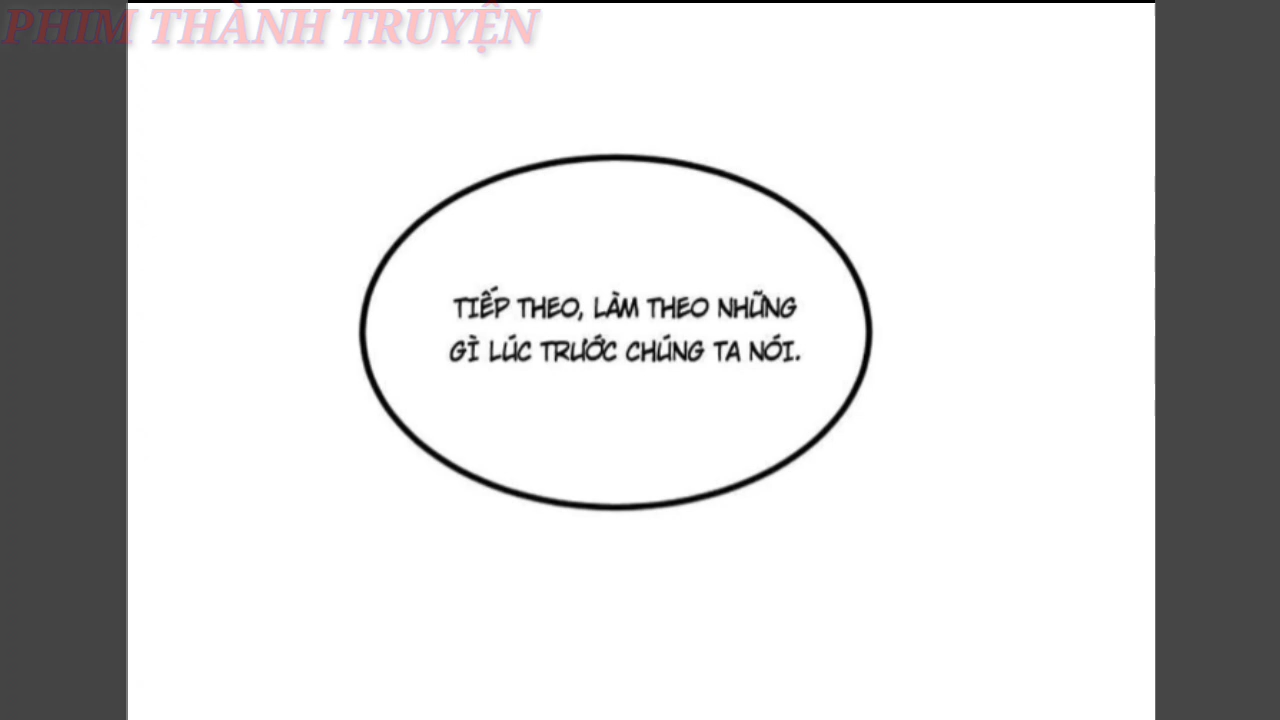 PHIM THÀNH TRUYỆN
TIẾP THEO, LÀM THEO NHỮNG
GÌ LÚC TRƯỚC CHÚNG TA NÓI.